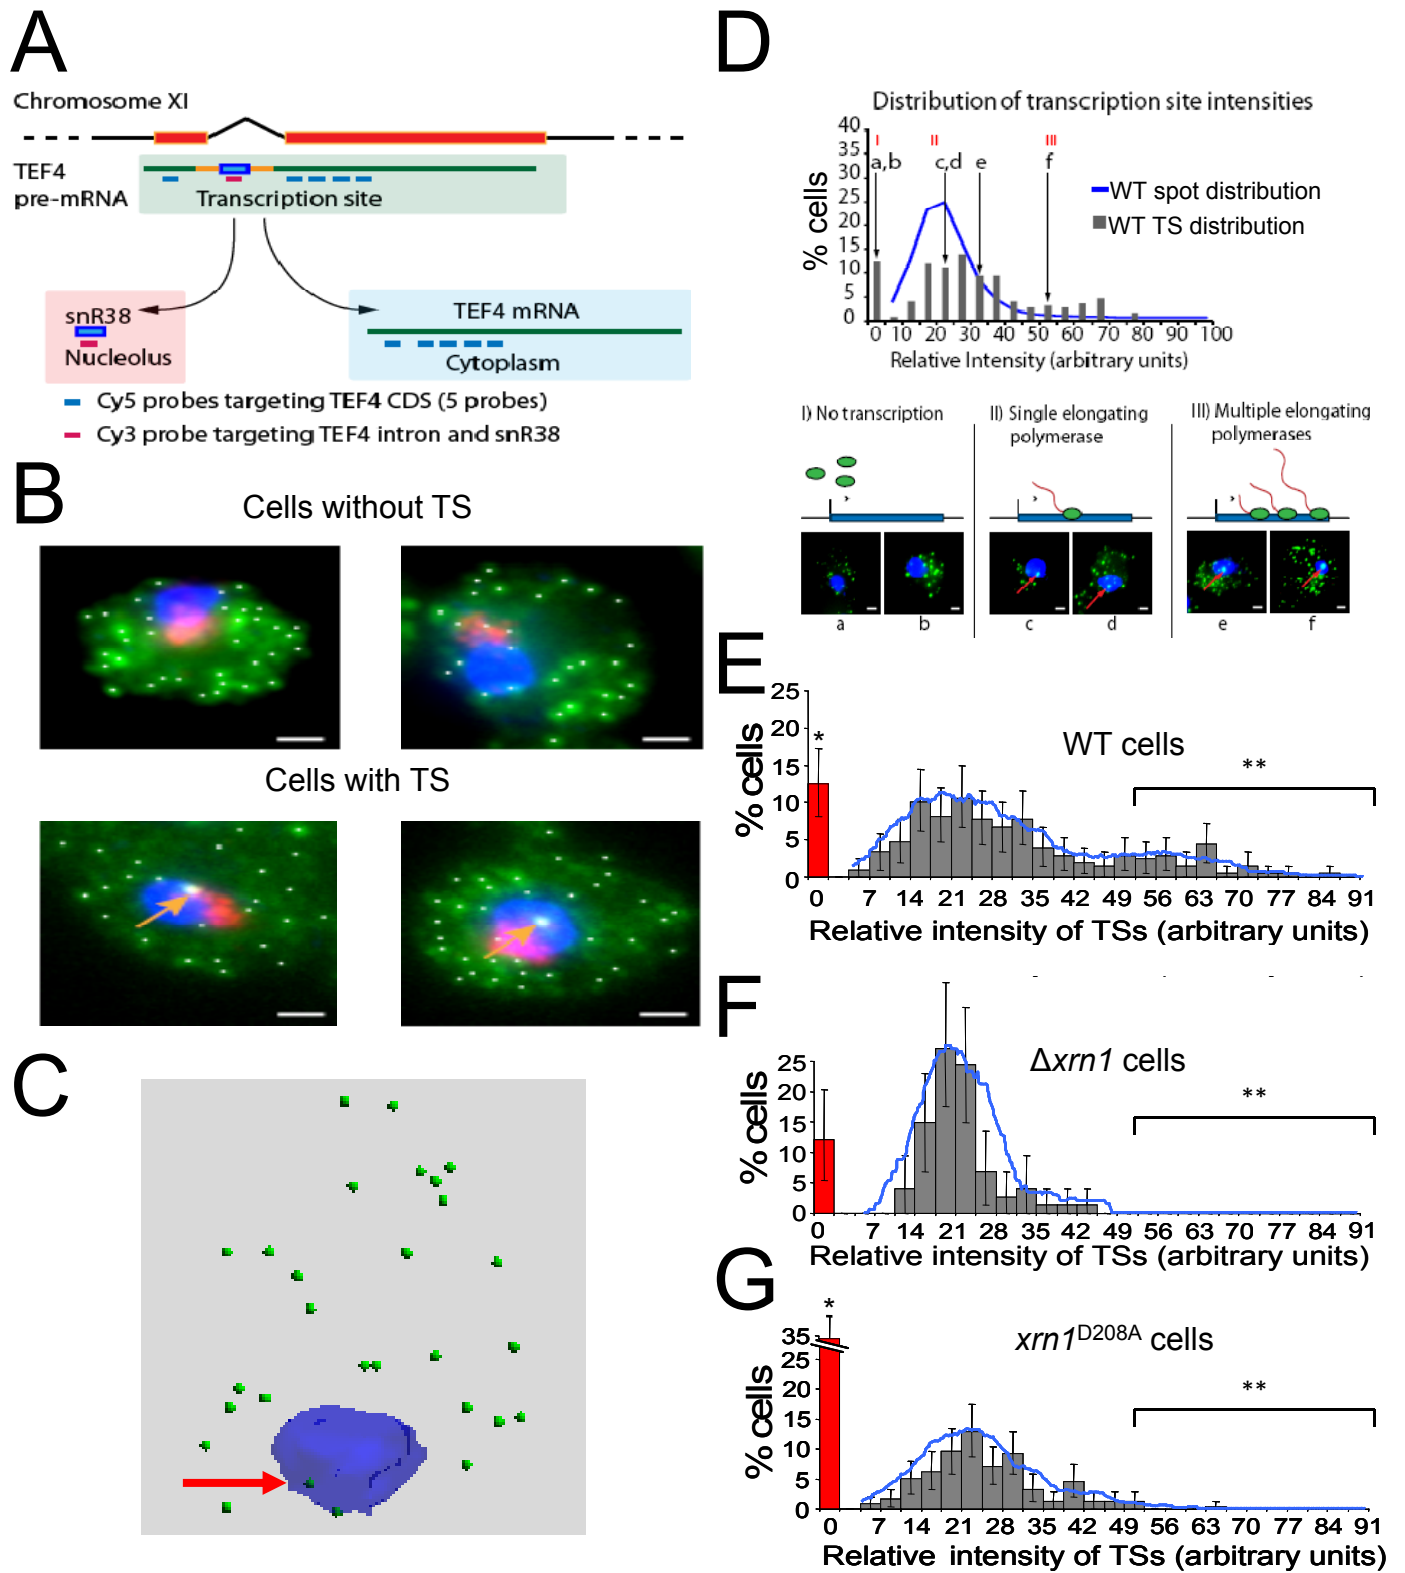 A
Chromosome XI
TEF4
pre-mRNA
Transcription site
snR38
Nucleolus
TEF4 mRNA
Cytoplasm
Cy5 probes targeting TEF4 CDS (5 probes)
Cy3 probe targeting TEF4 intron and snR38
B
Cells without TS
Cells with TS
C
D
Distribution of transcription site intensities
% cells
40
35
30
25
20
15
10
5
0
I
II
III
a,b
c,d
e
f
WT spot distribution
WT TS distribution
0 10 20 30 40 50 60 70 80 90 100
Relative Intensity (arbitrary units)
I) No transcription
II) Single elongating
polymerase
III) Multiple elongating
polymerases
a
b
c
d
e
f
E
% cells
25
20
15
10
5
0
*
WT cells
**
0 7 14 21 28 35 42 49 56 63 70 77 84 91
Relative intensity of TSs (arbitrary units)
F
% cells
25
20
15
10
5
0
Δxrn1 cells
**
0 7 14 21 28 35 42 49 56 63 70 77 84 91
Relative intensity of TSs (arbitrary units)
G
% cells
35
25
20
15
10
5
0
*
xrn1D208A cells
**
0 7 14 21 28 35 42 49 56 63 70 77 84 91
Relative intensity of TSs (arbitrary units)